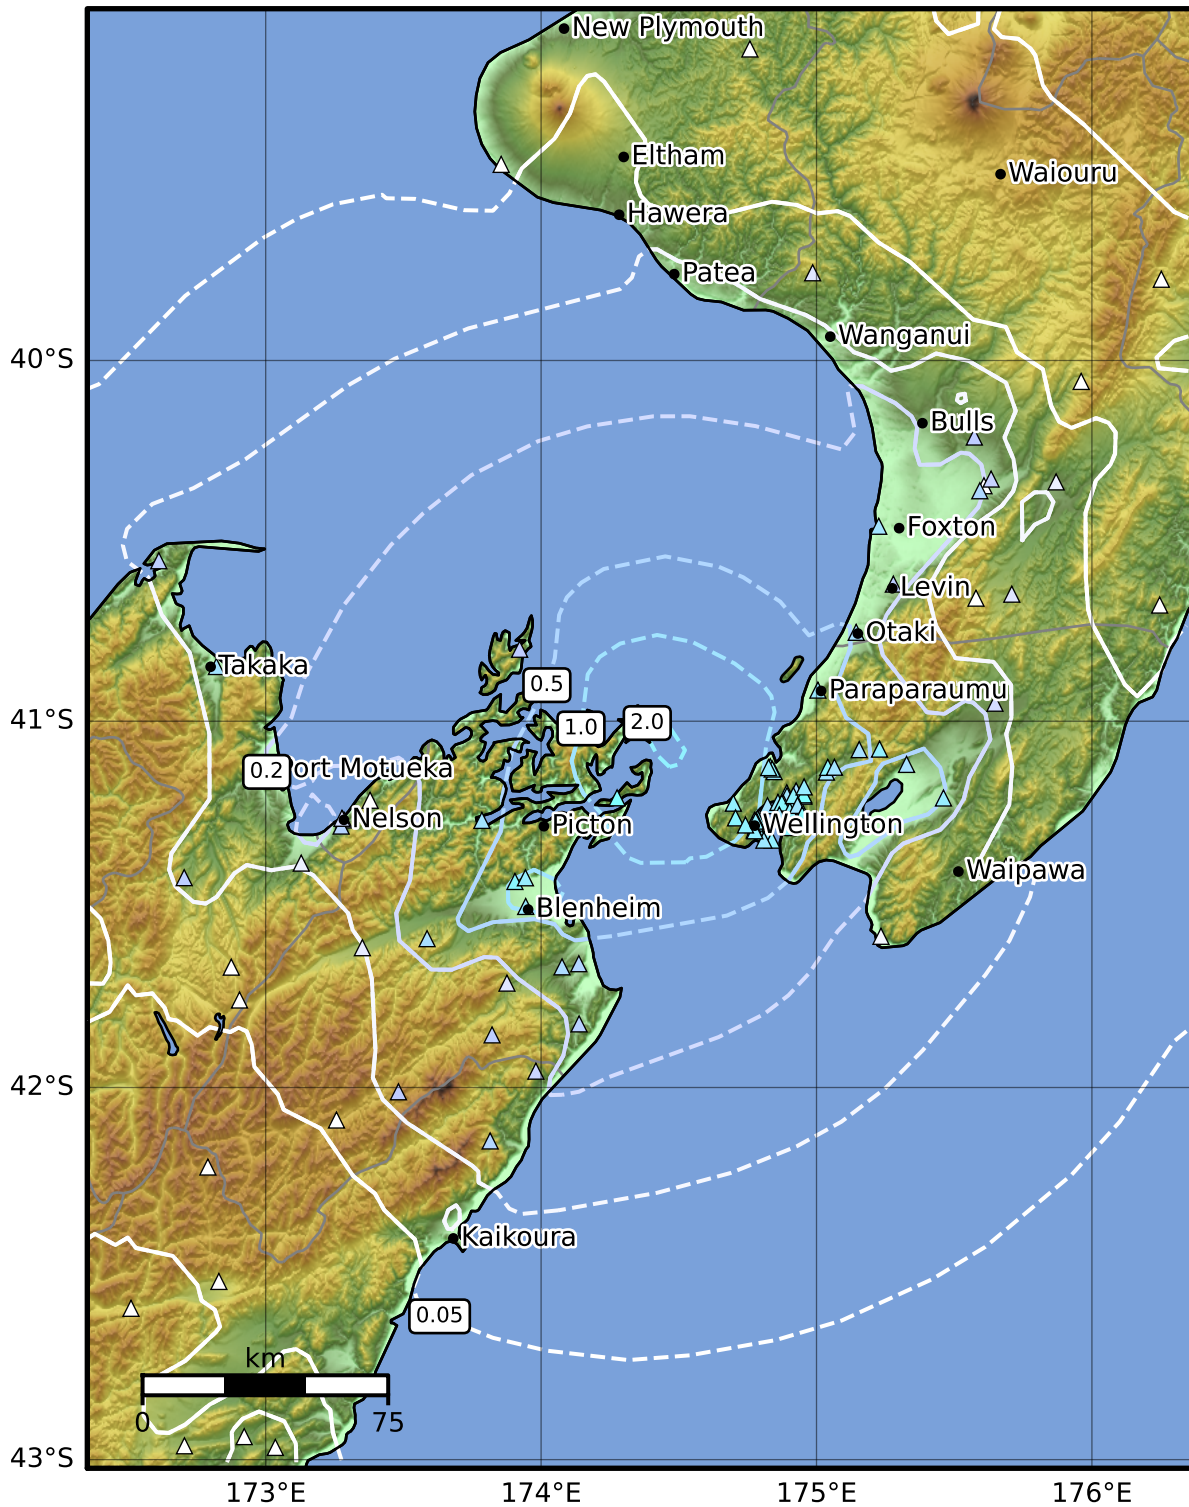 New Plymouth
Eltham
Waiouru
Hawera
Patea
Wanganui
40°S
Bulls
Foxton
Levin
Otaki
Takaka
0.5
Paraparaumu
41°S
1.0
2.0
0.2
ort Motueka
Nelson
Picton
Wellington
Waipawa
Blenheim
42°S
Kaikoura
0.05
km
0
75
43°S
173°E
174°E
175°E
176°E